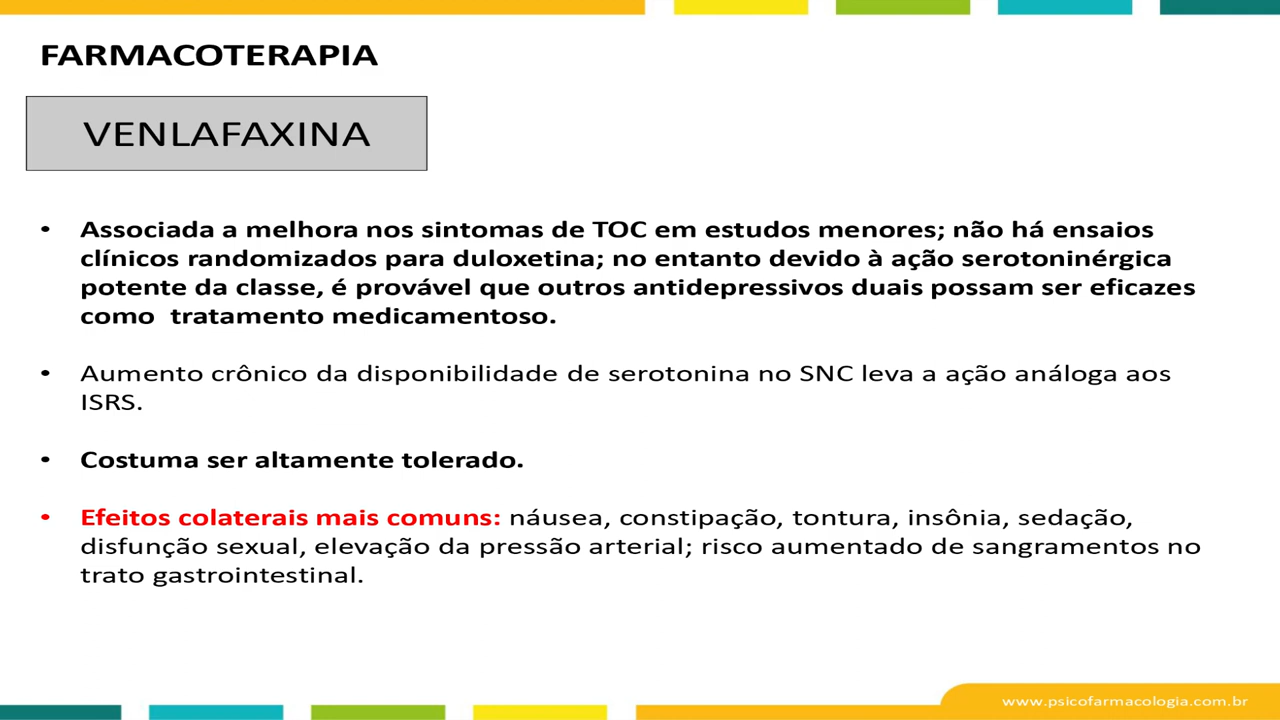 FARMACOTERAPIA
VENLAFAXINA
• Associada a melhora nos sintomas de TOC em estudos menores; não há ensaios
clínicos randomizados para duloxetina; no entanto devido à ação serotoninérgica
potente da classe, é provável que outros antidepressivos duais possam ser eficazes
como tratamento medicamentoso.
• Aumento crônico da disponibilidade de serotonina no SNC leva a ação análoga aos
ISRS.
• Costuma ser altamente tolerado.
• Efeitos colaterais mais comuns: náusea, constipação, tontura, insônia, sedação,
disfunção sexual, elevação da pressão arterial; risco aumentado de sangramentos no
trato gastrointestinal.
www.psicofarmacologia.com.br